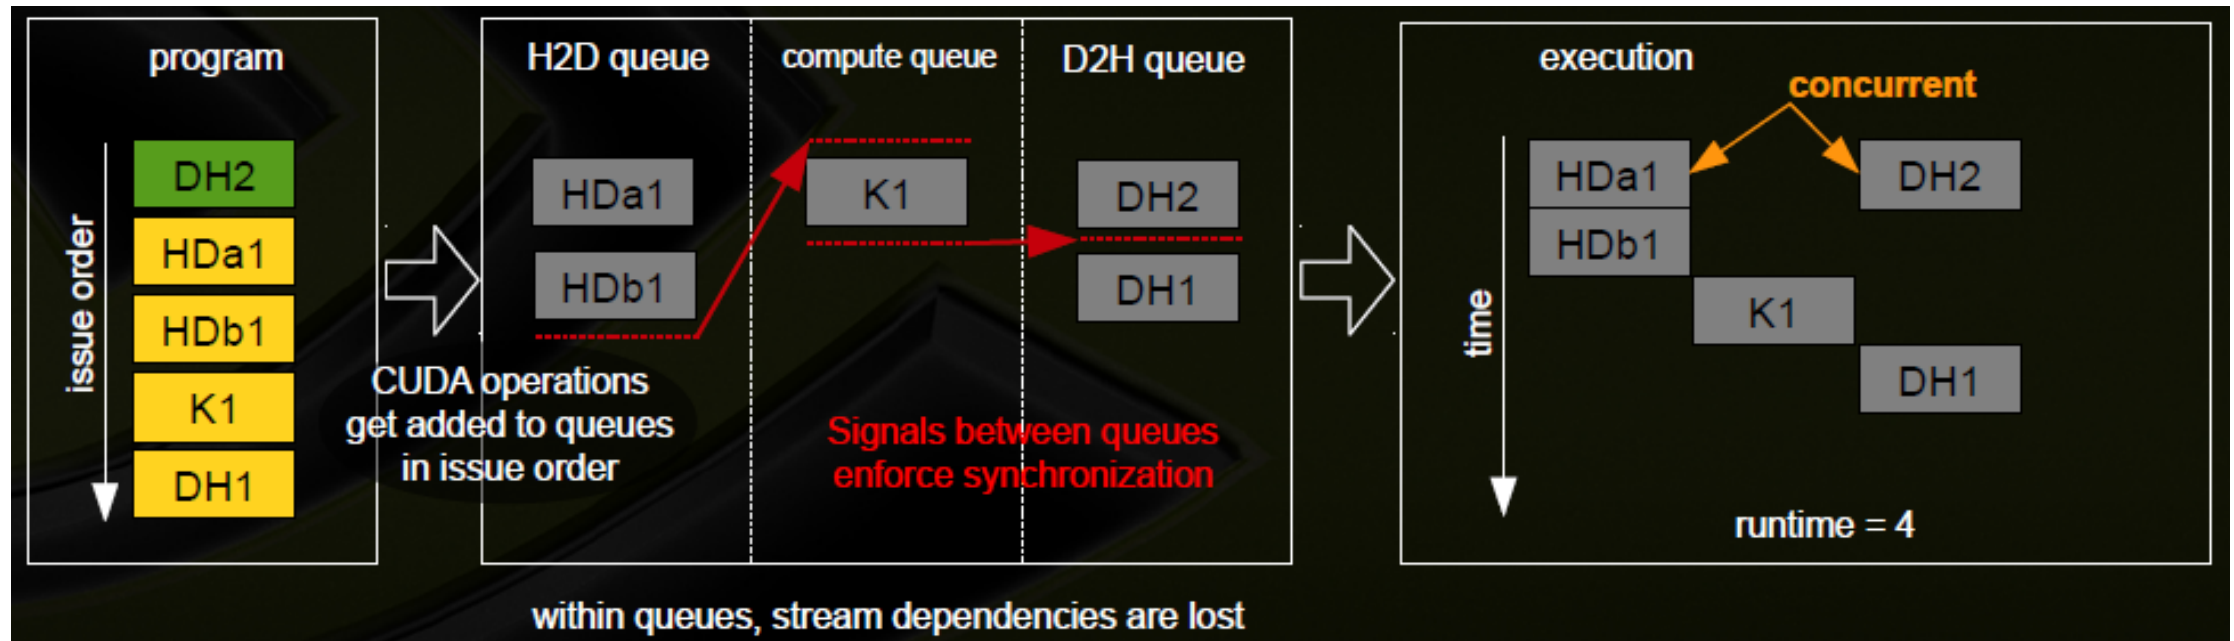 program
issue order
DH2
HDa1
HDb1
K1
DH1
H2D queue
compute queue
D2H queue
HDa1
HDb1
K1
DH2
DH1
CUDA operations
get added to queues
in issue order
Signals between queues
enforce synchronization
within queues, stream dependencies are lost
execution
concurrent
time
HDa1
DH2
HDb1
K1
DH1
runtime = 4